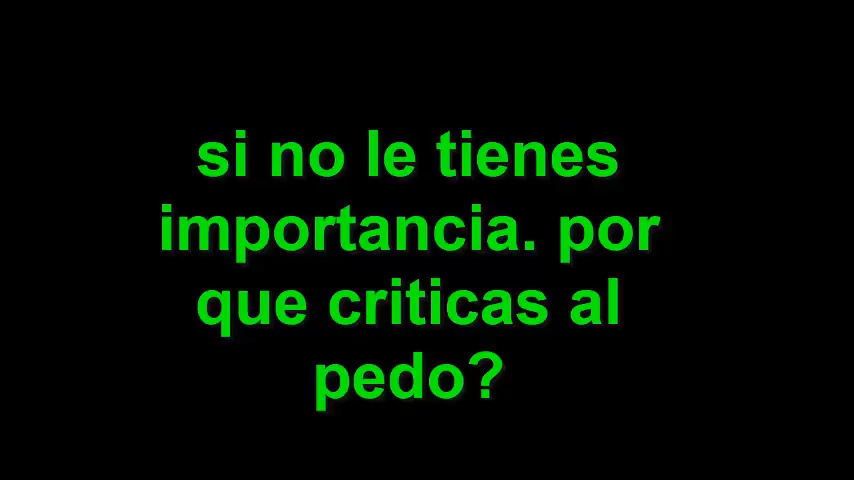 si no le tienes
importancia. por
que criticas al
pedo?